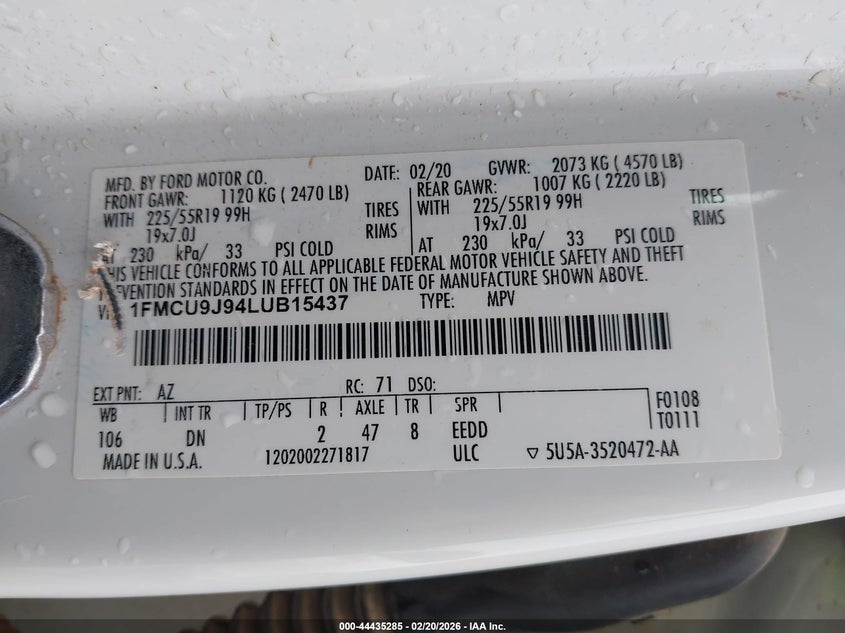 MFD. BY FORD MOTOR CO. DATE: 02/20 GVWR: 2073 KG ( 4570 LB)
FRONT GAWR: 1120 KG ( 2470 LB) REAR GAWR: 1007 KG ( 2220 LB)
WITH 225/55R19 99H TIRES WITH 225/55R19 99H TIRES
19x7.0J RIMS 19x7.0J RIMS
AT 230 kPa/ 33 PSI COLD AT 230 kPa/ 33 PSI COLD
THIS VEHICLE CONFORMS TO ALL APPLICABLE FEDERAL MOTOR VEHICLE SAFETY AND THEFT
PREVENTION STANDARDS IN EFFECT ON THE DATE OF MANUFACTURE SHOWN ABOVE.
1FMCU9J94LUB15437 TYPE: MPV
EXT PNT: AZ RC: 71 DSO:
WB INT TR TP/PS R AXLE TR SPR F0108
106 DN 2 47 8 EEDD T0111
MADE IN U.S.A. 1202002271817 ULC ▽ 5U5A-3520472-AA
000-44435285 - 02/20/2026 - IAA Inc.